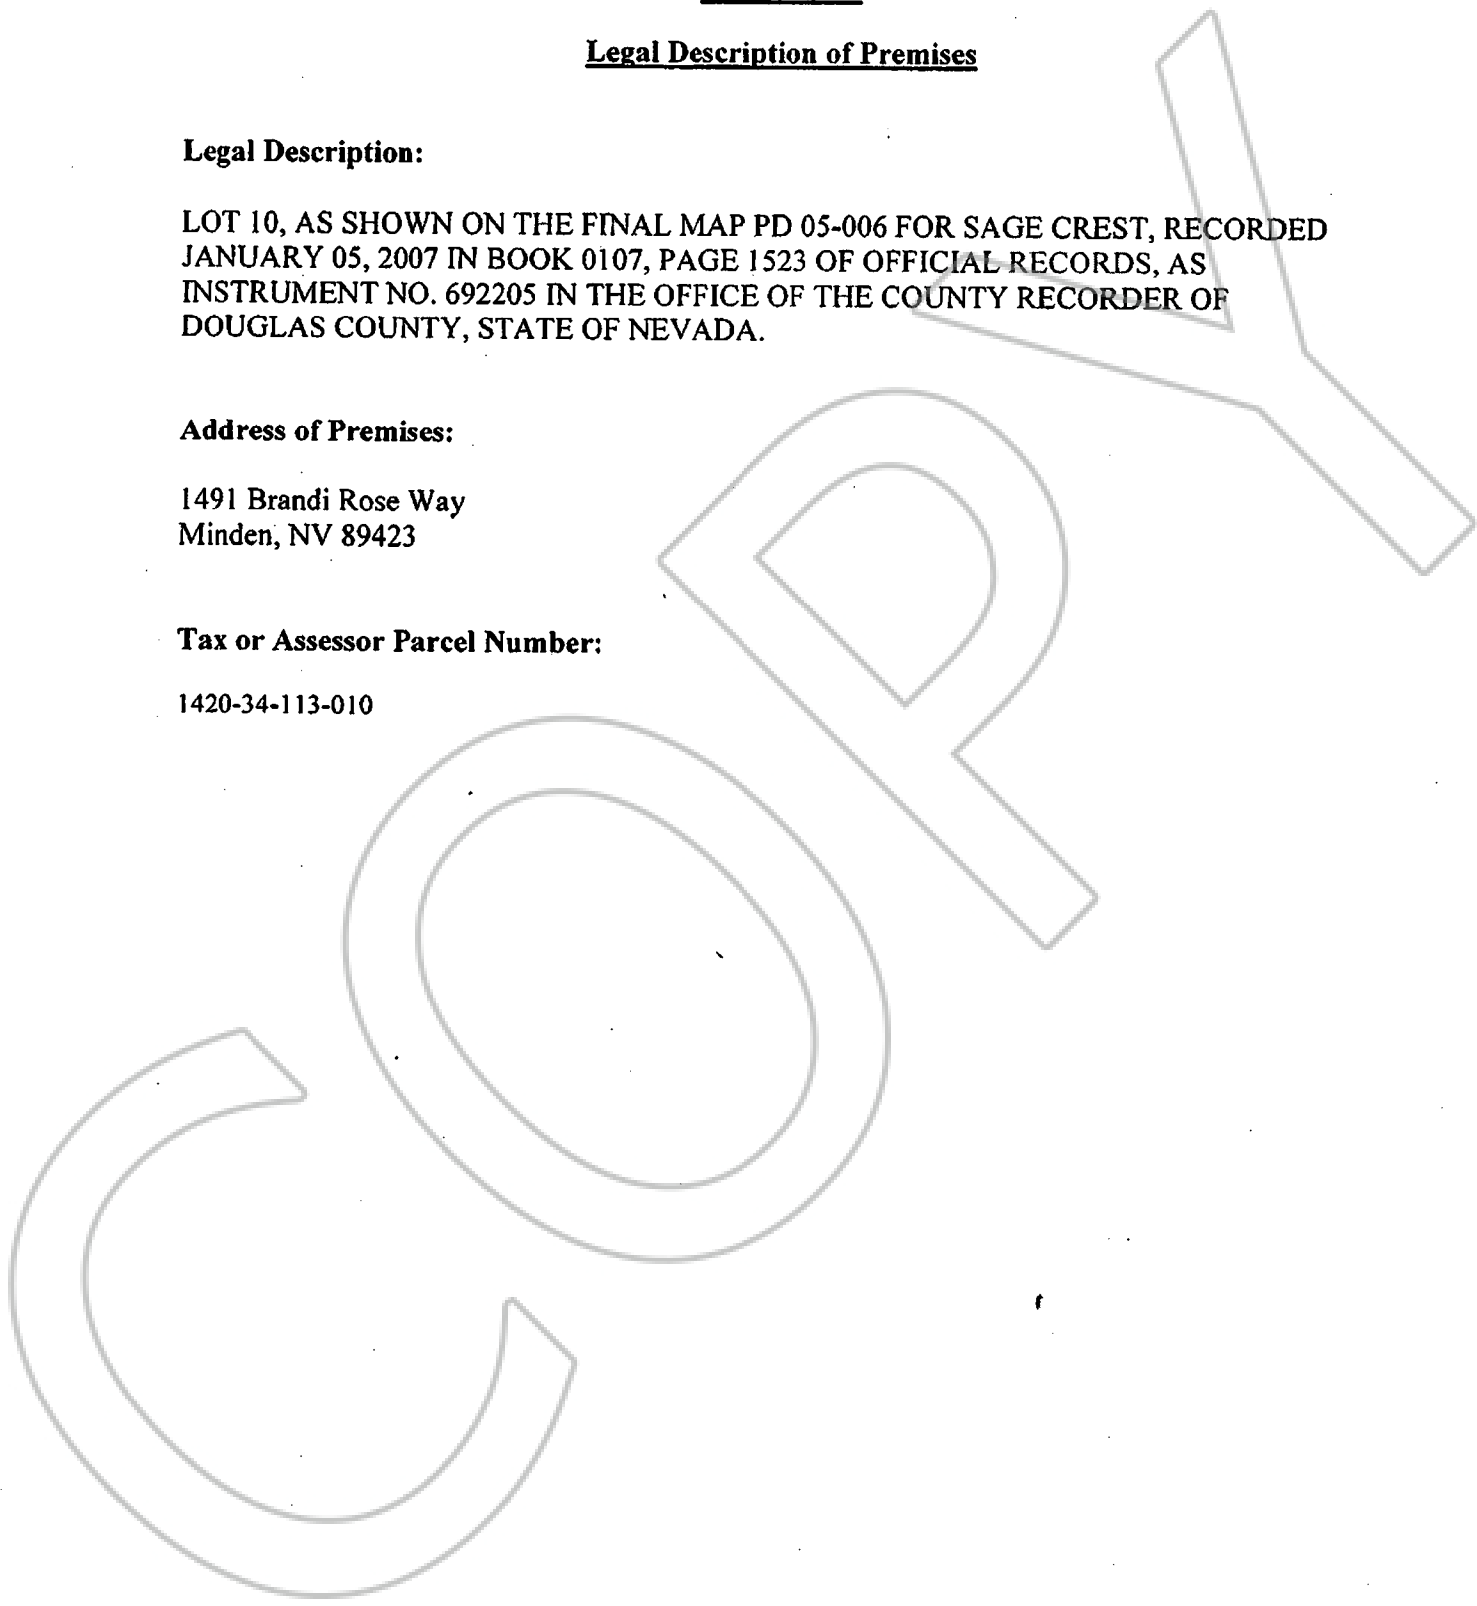 Legal Description of Premises
Legal Description:
LOT 10, AS SHOWN ON THE FINAL MAP PD 05-006 FOR SAGE CREST, RECORDED
JANUARY 05, 2007 IN BOOK 0107, PAGE 1523 OF OFFICIAL RECORDS, AS
INSTRUMENT NO. 692205 IN THE OFFICE OF THE COUNTY RECORDER OF
DOUGLAS COUNTY, STATE OF NEVADA.
Address of Premises:
1491 Brandi Rose Way
Minden, NV 89423
Tax or Assessor Parcel Number:
1420-34-113-010
COPY